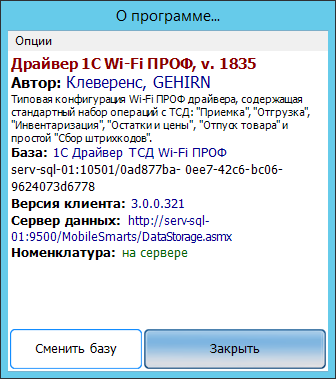 О программе...
Опции
Драйвер 1С Wi-Fi ПРОФ, v. 1835
Автор: Клеверенс, GEHIRN
Типовая конфигурация Wi-Fi ПРОФ драйвера, содержащая
стандартный набор операций с ТСД: "Приемка", "Отгрузка",
"Инвентаризация", "Остатки и цены", "Отпуск товара" и
простой "Сбор штрихкодов".
База: 1С Драйвер ТСД Wi-Fi ПРОФ
serv-sql-01:10501/0ad877ba- 0ee7-42c6-bc06-
9624073d6778
Версия клиента: 3.0.0.321
Сервер данных: http://serv-sql-
01:9500/MobileSmarts/DataStorage.asmx
Номенклатура: на сервере
Сменить базу
Закрыть